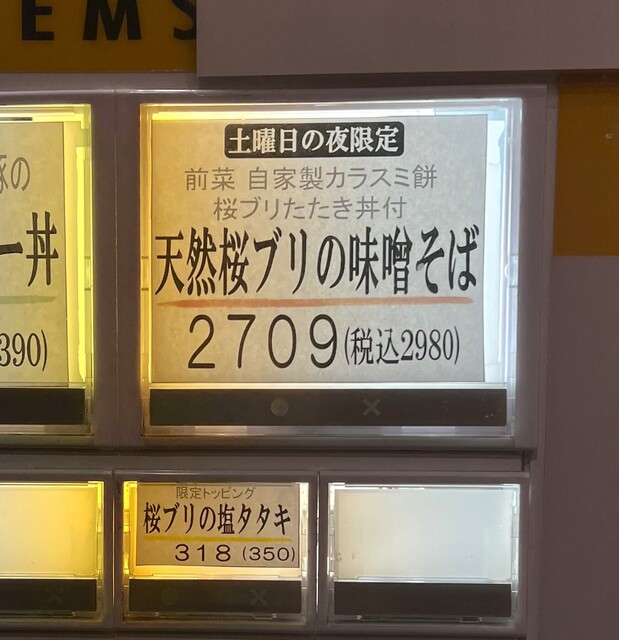 EMS
豚の
ー丼
390)
土曜日の夜限定
前菜 自家製カラスミ餅
桜ブリたたき丼付
天然桜ブリの味噌そば
2709(税込2980)
限定トッピング
桜ブリの塩タタキ
318(350)